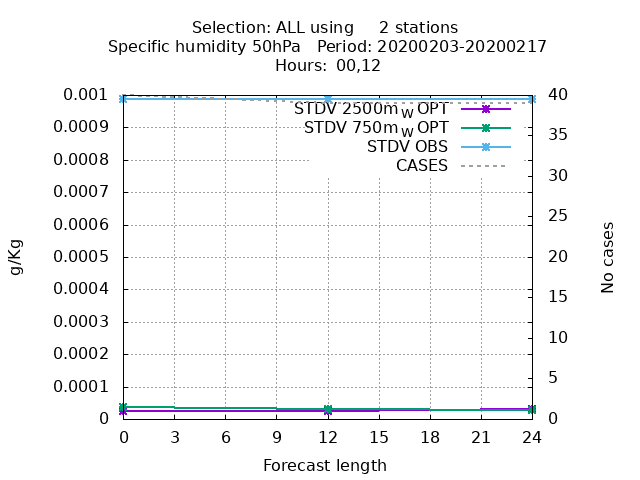 Selection: ALL using     2 stations
Specific humidity 50hPa   Period: 20200203-20200217
Hours: 00,12
0.001
0.0009
0.0008
0.0007
0.0006
0.0005
0.0004
0.0003
0.0002
0.0001
0
40
35
30
25
20
15
10
5
0
STDV 2500m_W OPT
STDV 750m_W OPT
STDV OBS
CASES
g/Kg
No cases
0 3 6 9 12 15 18 21 24
Forecast length